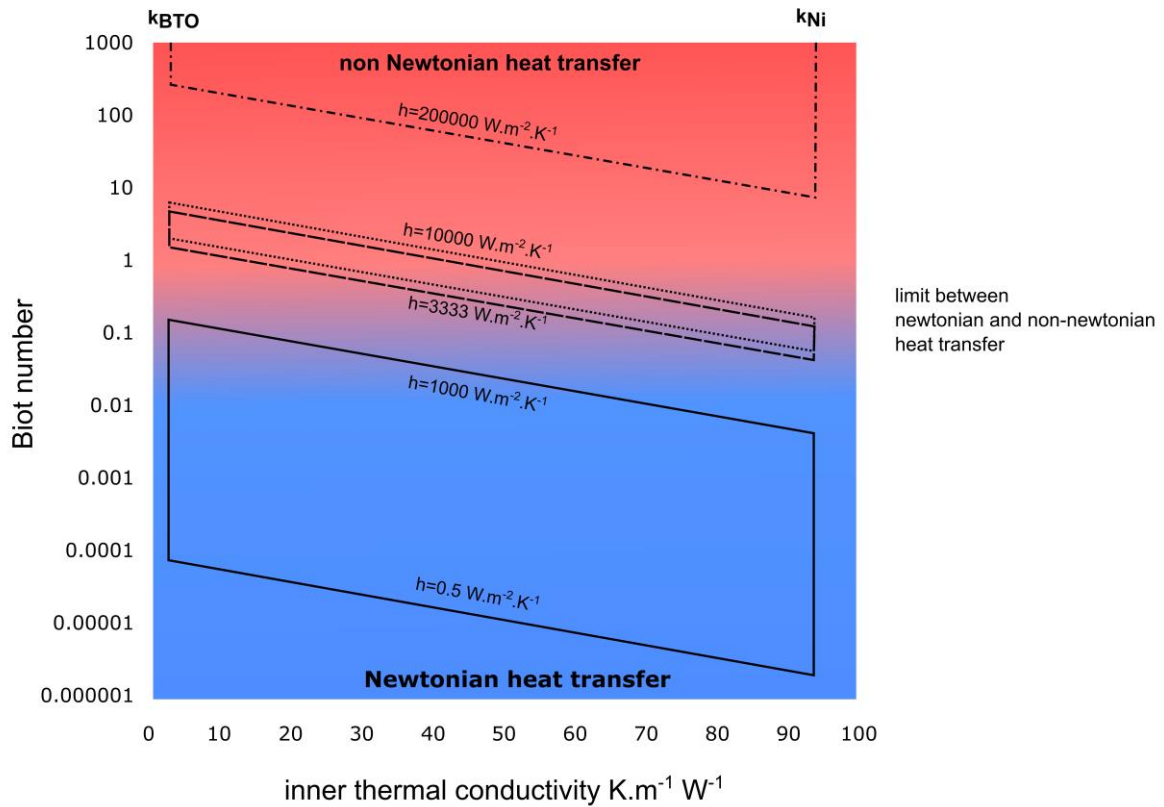 kBTO
kNi
1000
non Newtonian heat transfer
100
h=200000 W.m⁻².K⁻¹
10
h=10000 W.m⁻².K⁻¹
1
limit between
newtonian and non-newtonian
heat transfer
h=3333 W.m⁻².K⁻¹
0.1
h=1000 W.m⁻².K⁻¹
0.01
Biot number
0.001
0.0001
h=0.5 W.m⁻².K⁻¹
0.00001
Newtonian heat transfer
0.000001
0 10 20 30 40 50 60 70 80 90 100
inner thermal conductivity K.m⁻¹ W⁻¹